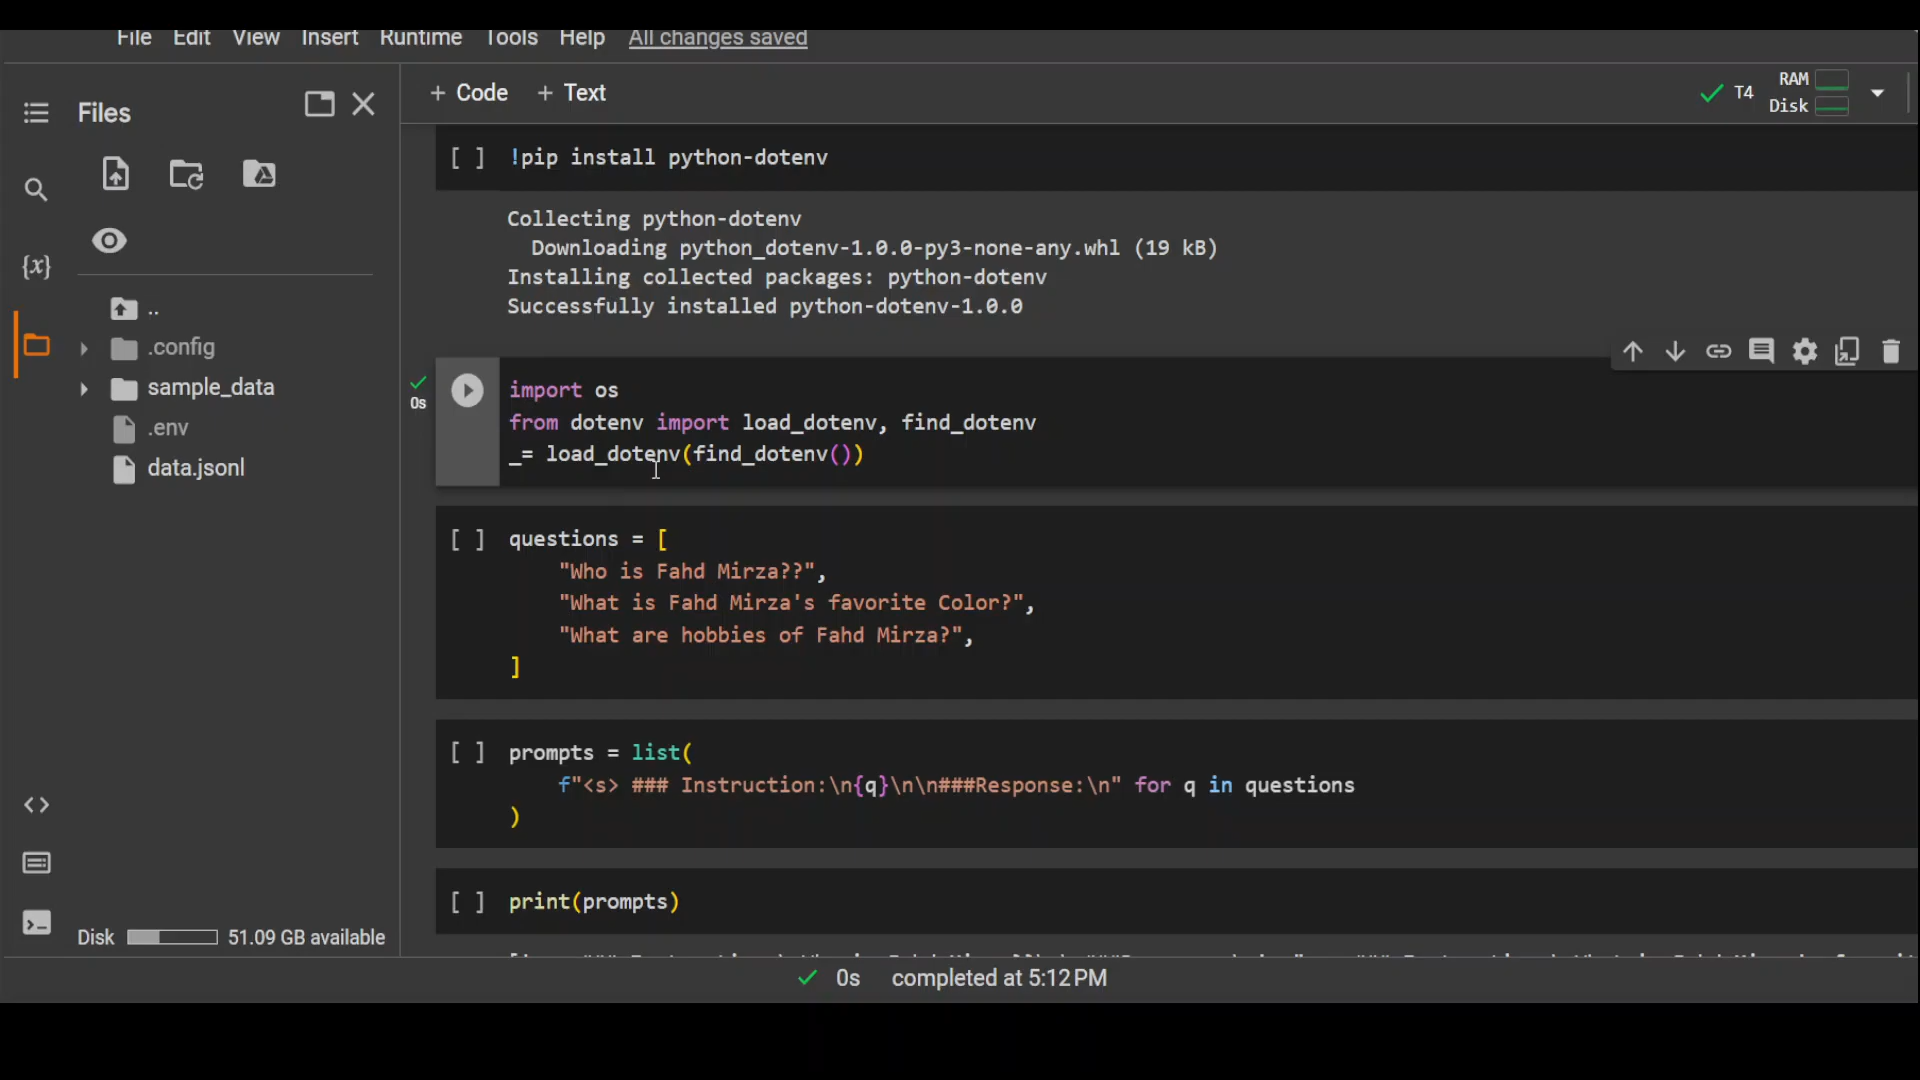 File Edit View Insert Runtime Tools Help All changes saved
Files
+ Code + Text
T4 RAM
Disk
[ ] !pip install python-dotenv
Collecting python-dotenv
Downloading python_dotenv-1.0.0-py3-none-any.whl (19 kB)
Installing collected packages: python-dotenv
Successfully installed python-dotenv-1.0.0
{x}
..
.config
sample_data
.env
data.jsonl
0s
import os
from dotenv import load_dotenv, find_dotenv
_= load_dotenv(find_dotenv())
[ ] questions = [
"Who is Fahd Mirza??",
"What is Fahd Mirza's favorite Color?",
"What are hobbies of Fahd Mirza?",
]
[ ] prompts = list(
f"<s> ### Instruction:\n{q}\n\n###Response:\n" for q in questions
)
[ ] print(prompts)
Disk 51.09 GB available
0s completed at 5:12 PM